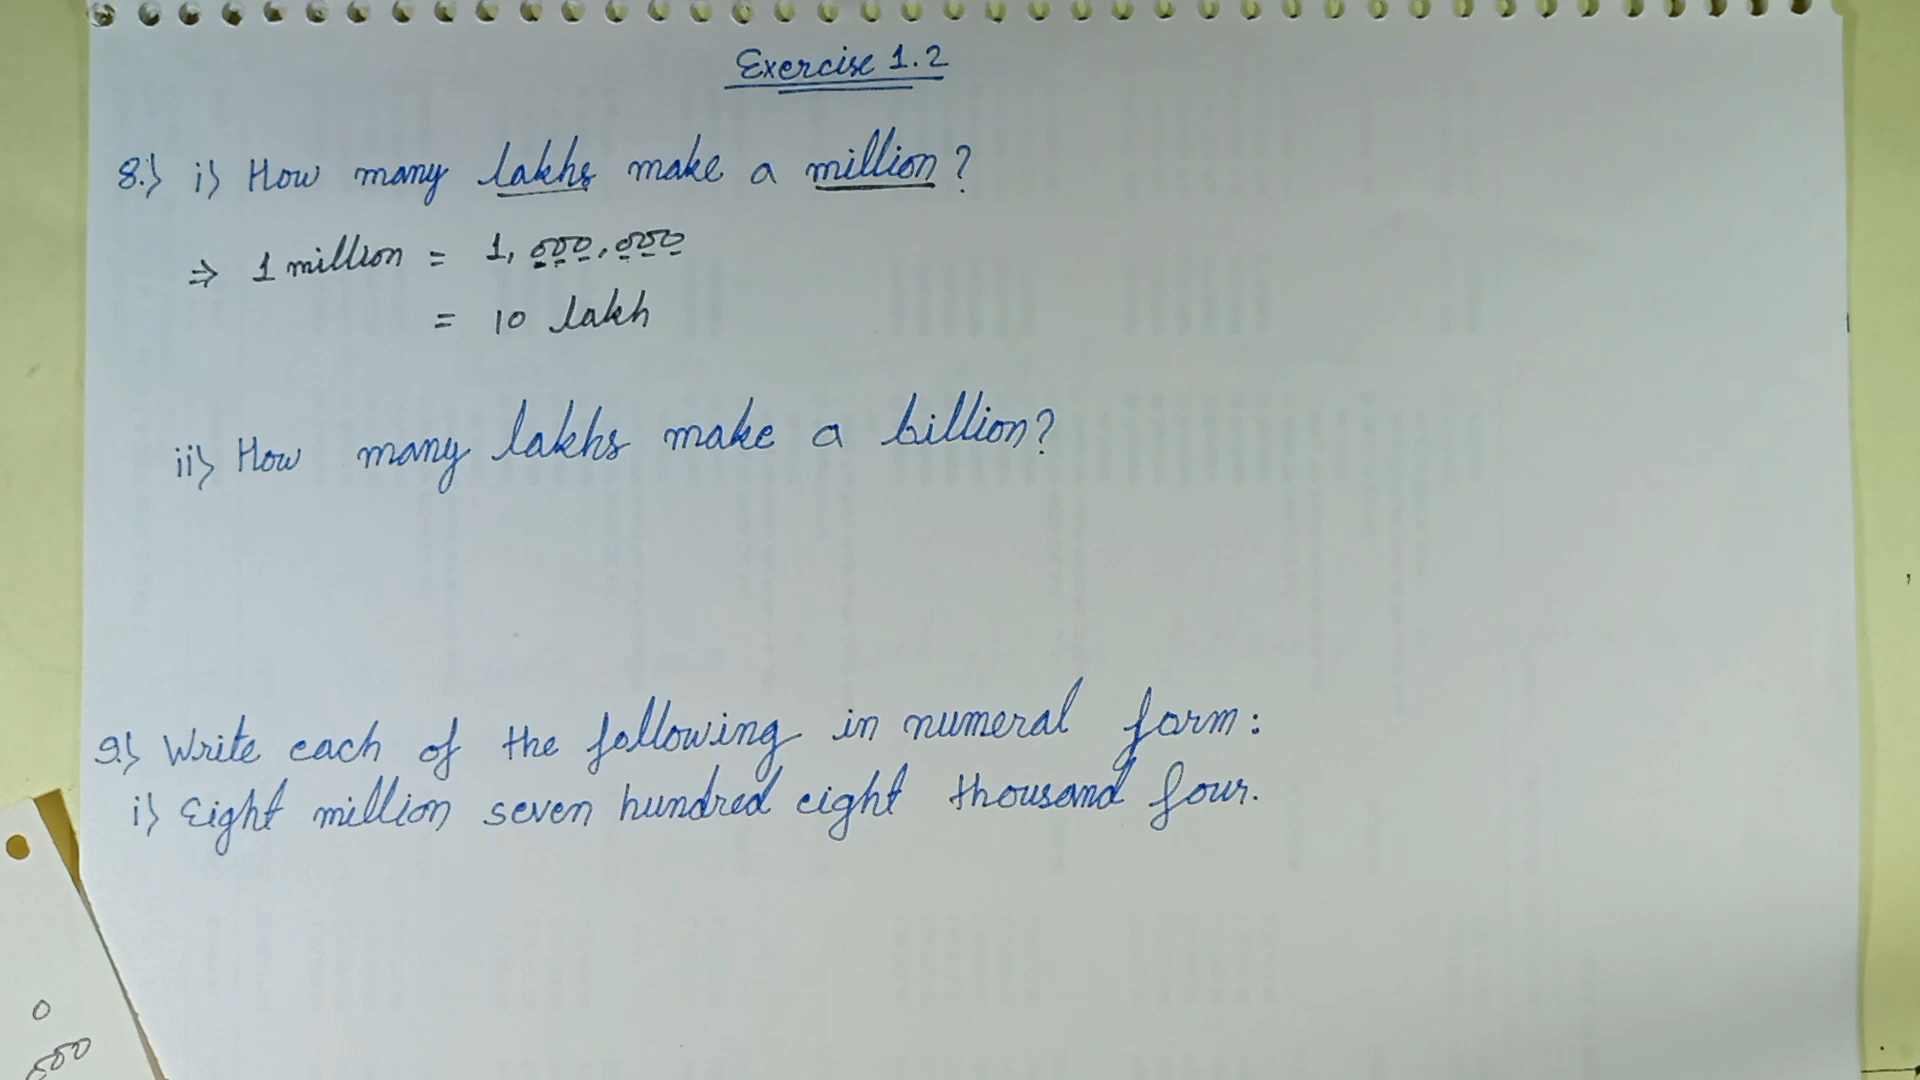 Exercise 1.2
8.) i) How many lakhs make a million?
⇒ 1 million = 1,000,000
= 10 lakh
ii) How many lakhs make a billion?
9.) Write each of the following in numeral form:
i) Eight million seven hundred eight thousand four.
0
000